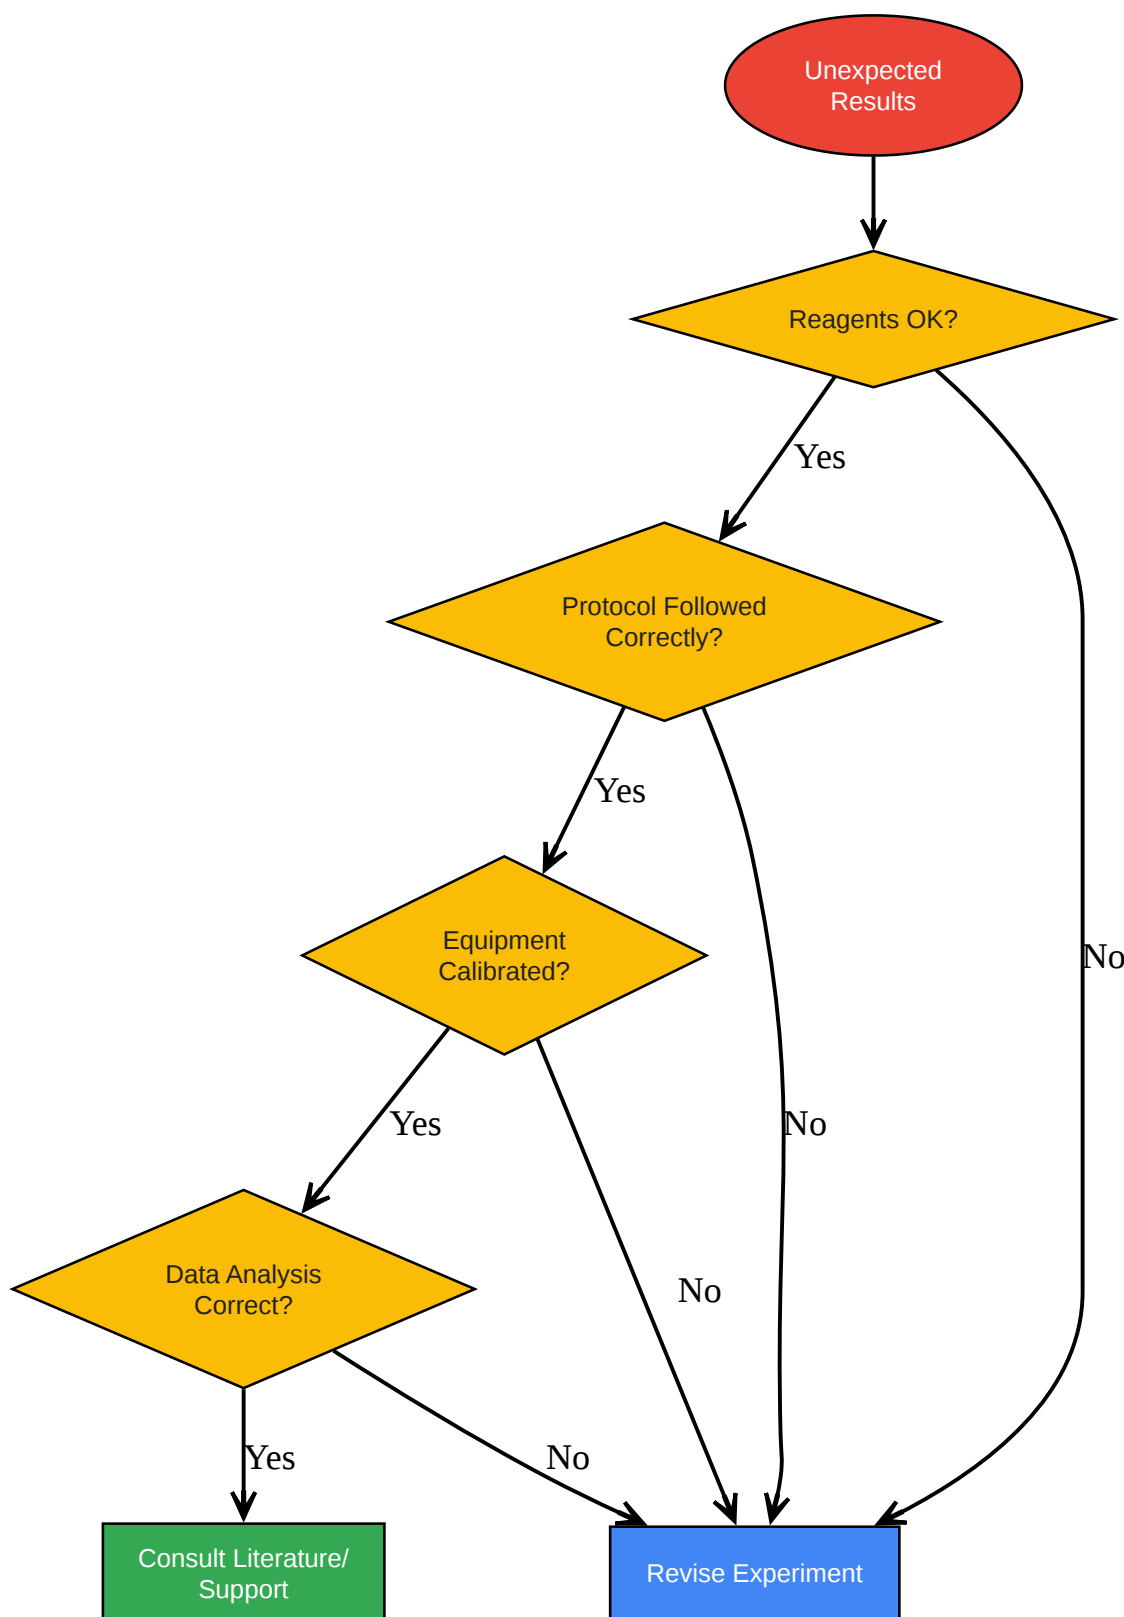 Unexpected
Results
Reagents OK?
Yes
Protocol Followed
Correctly?
Yes
Equipment
Calibrated?
No
Yes
No
Data Analysis
Correct?
No
Yes
No
Consult Literature/
Support
Revise Experiment